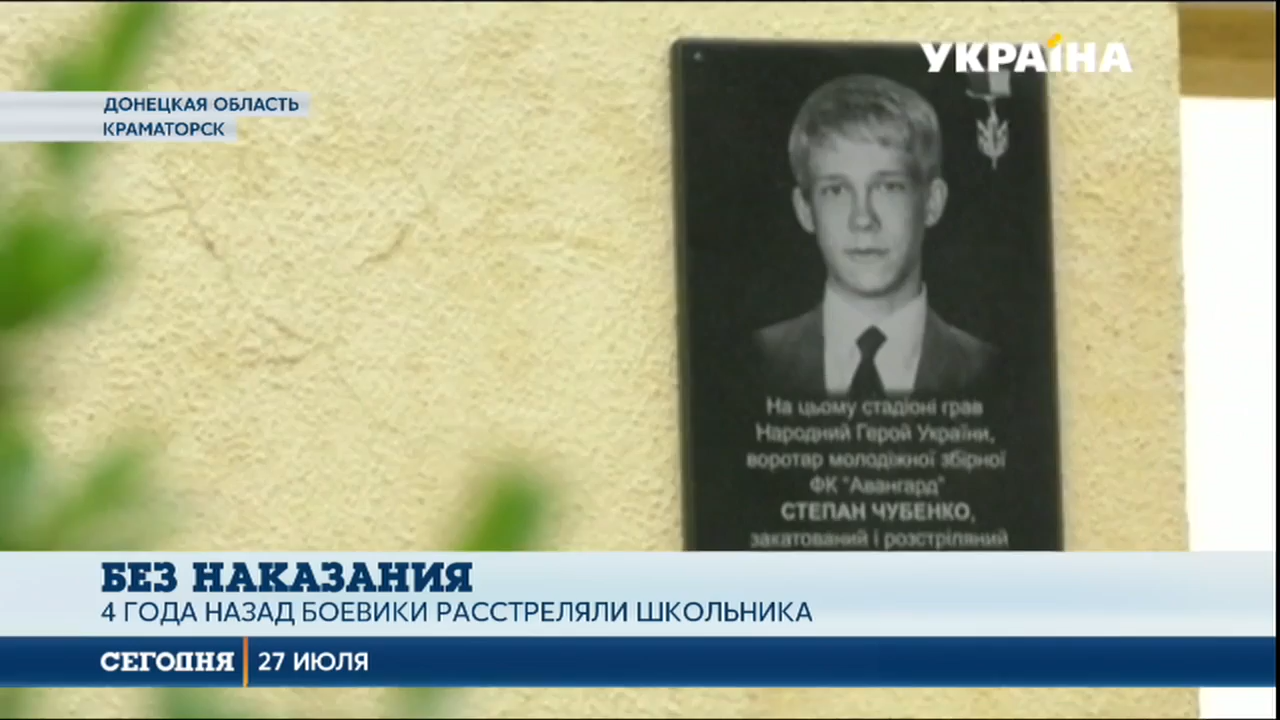 УКРАЇНА
ДОНЕЦКАЯ ОБЛАСТЬ
КРАМАТОРСК
На цьому стадіоні грав
Народний Герой України,
воротар молодіжної збірної
ФК "Авангард"
СТЕПАН ЧУБЕНКО,
закатований і розстріляний
БЕЗ НАКАЗАНИЯ
4 ГОДА НАЗАД БОЕВИКИ РАССТРЕЛЯЛИ ШКОЛЬНИКА
СЕГОДНЯ 27 ИЮЛЯ